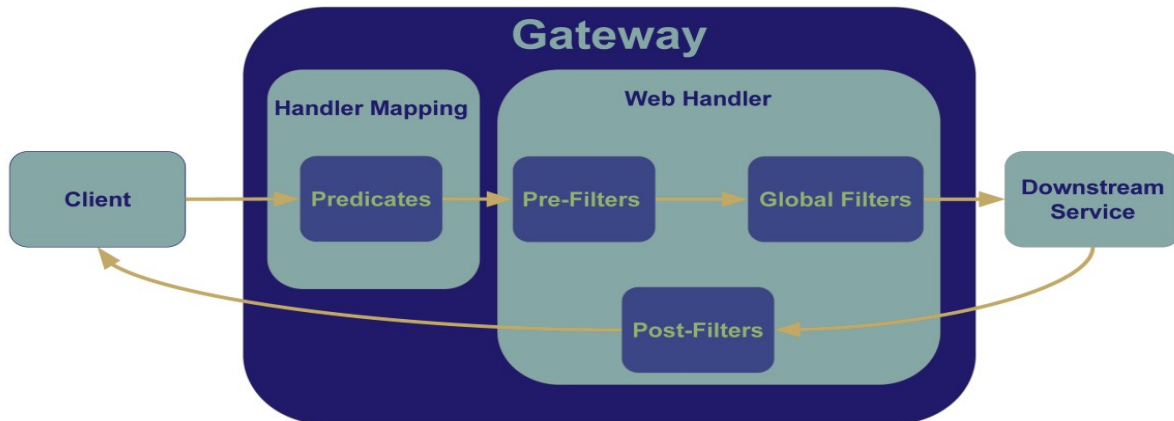 Gateway
Handler Mapping
Web Handler
Client
Predicates
Pre-Filters
Global Filters
Downstream
Service
Post-Filters